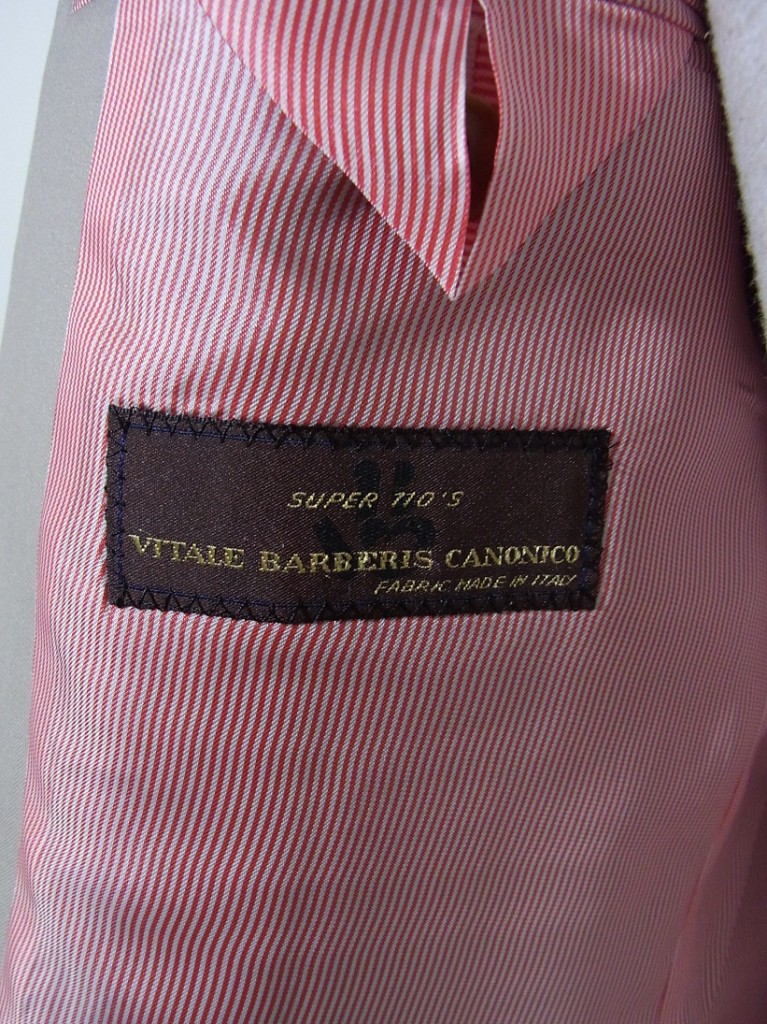 SUPER 110'S
VITALE BARBERIS CANONICO
FABRIC MADE IN ITALY